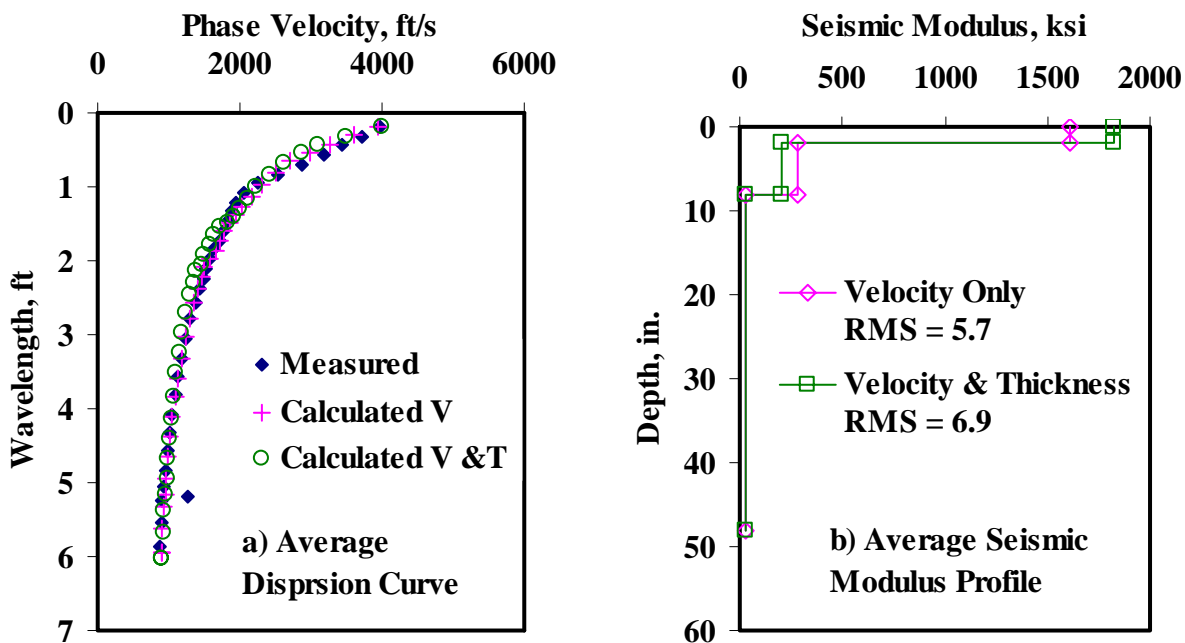 Phase Velocity, ft/s
0 2000 4000 6000
0
1
2
3
4
5
6
7
Wavelength, ft
Measured
Calculated V
Calculated V &T
a) Average
Disprsion Curve
Seismic Modulus, ksi
0 500 1000 1500 2000
0
10
20
30
40
50
60
Depth, in.
Velocity Only
RMS = 5.7
Velocity & Thickness
RMS = 6.9
b) Average Seismic
Modulus Profile